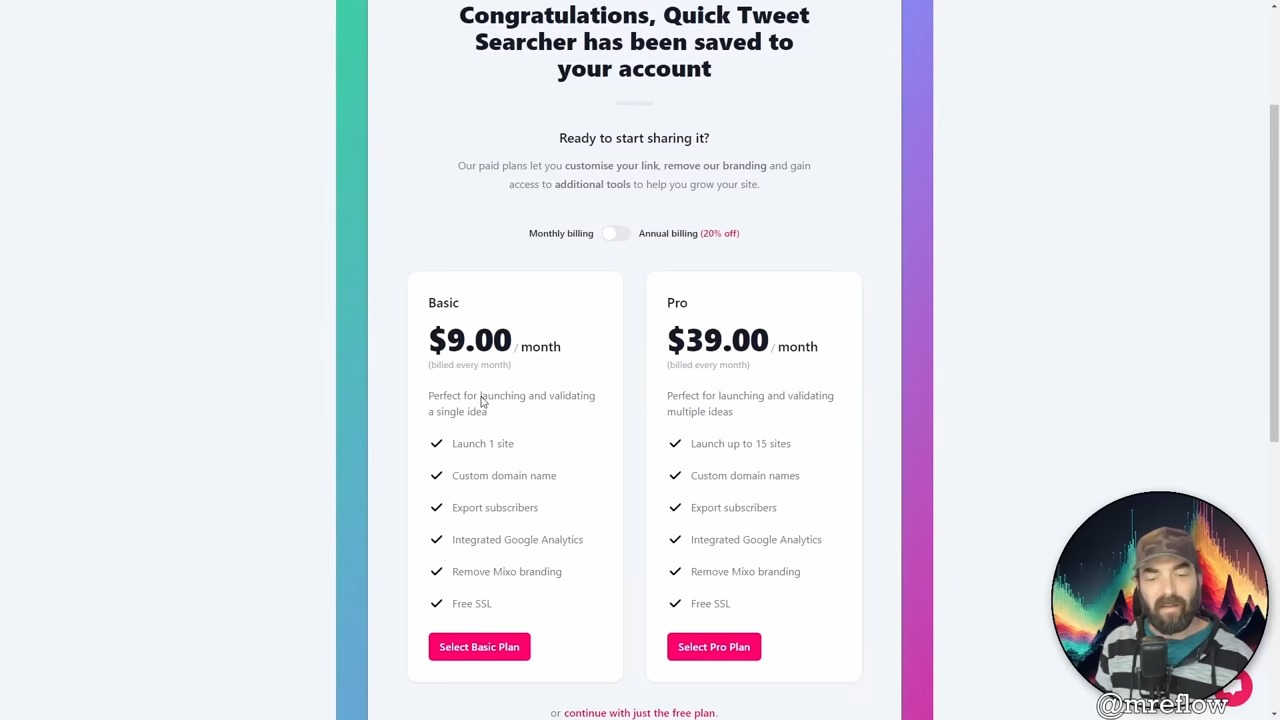 Congratulations, Quick Tweet
Searcher has been saved to
your account
Ready to start sharing it?
Our paid plans let you customise your link, remove our branding and gain
access to additional tools to help you grow your site.
Monthly billing
Annual billing (20% off)
Basic
$9.00 / month
(billed every month)
Perfect for launching and validating
a single idea
Launch 1 site
Custom domain name
Export subscribers
Integrated Google Analytics
Remove Mixo branding
Free SSL
Select Basic Plan
Pro
$39.00 / month
(billed every month)
Perfect for launching and validating
multiple ideas
Launch up to 15 sites
Custom domain names
Export subscribers
Integrated Google Analytics
Remove Mixo branding
Free SSL
Select Pro Plan
or continue with just the free plan.
@mreflow